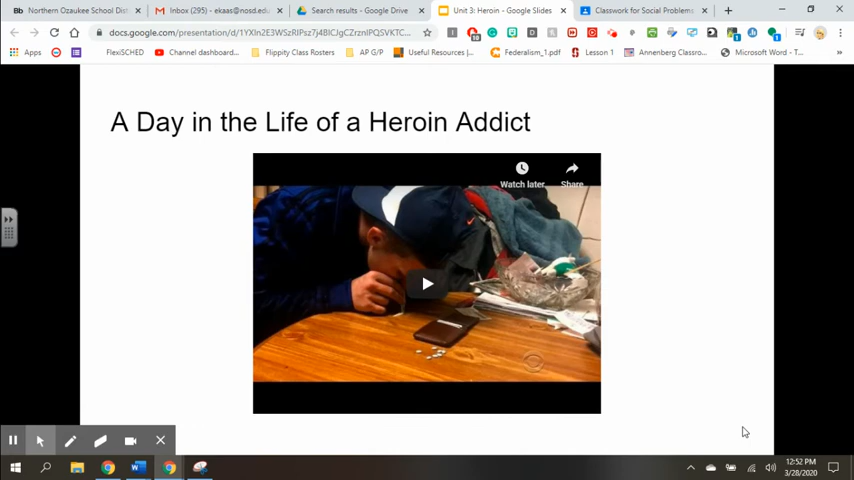 Northern Ozaukee School Dist
Inbox (295) - ekaas@nosd.edu
Search results - Google Drive
Unit 3: Heroin - Google Slides
Classwork for Social Problems
docs.google.com/presentation/d/1YXIn2E3WSzRIPsz7j4BICJgCZrznIPQSVKTC...
Apps
FlexiSCHED
Channel dashboard...
Flippity Class Rosters
AP G/P
Useful Resources |...
Federalism_1.pdf
Lesson 1
Annenberg Classroom
Microsoft Word - T...
A Day in the Life of a Heroin Addict
Watch later
Share
12:52 PM
3/28/2020